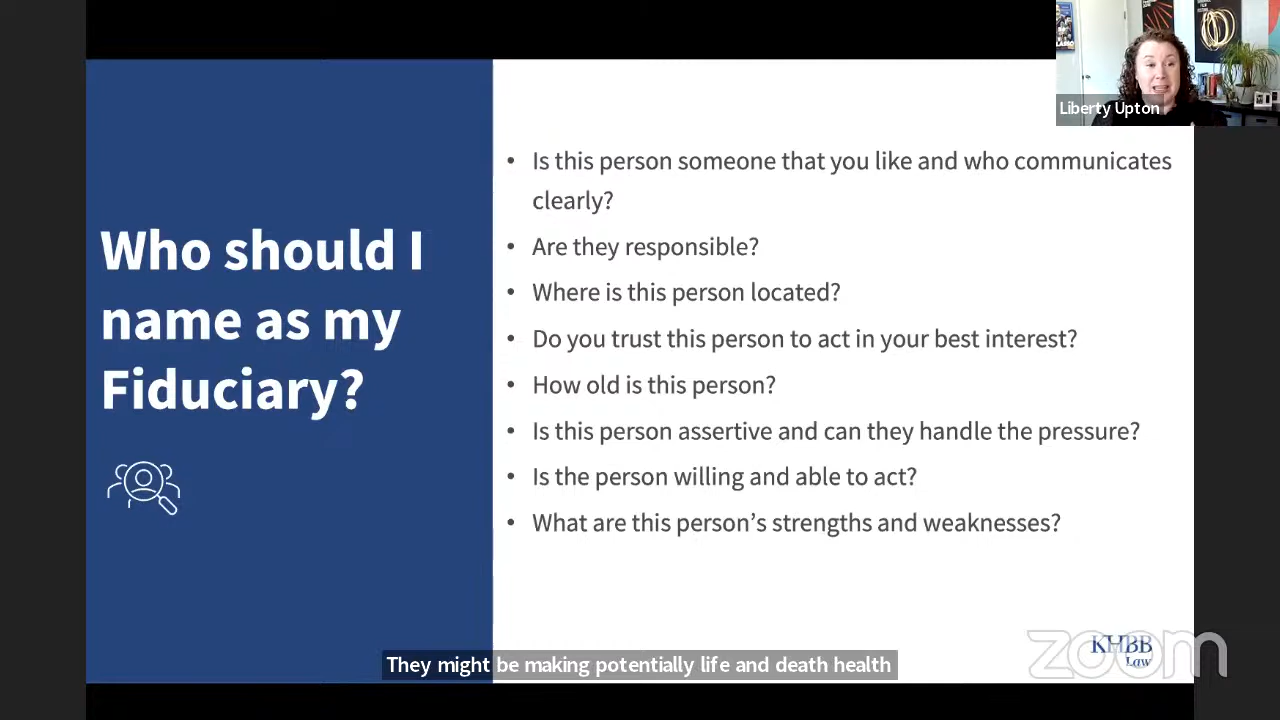 Liberty Upton
Who should I
name as my
Fiduciary?
• Is this person someone that you like and who communicates
clearly?
• Are they responsible?
• Where is this person located?
• Do you trust this person to act in your best interest?
• How old is this person?
• Is this person assertive and can they handle the pressure?
• Is the person willing and able to act?
• What are this person’s strengths and weaknesses?
They might be making potentially life and death health
KHBB
Law
zoom